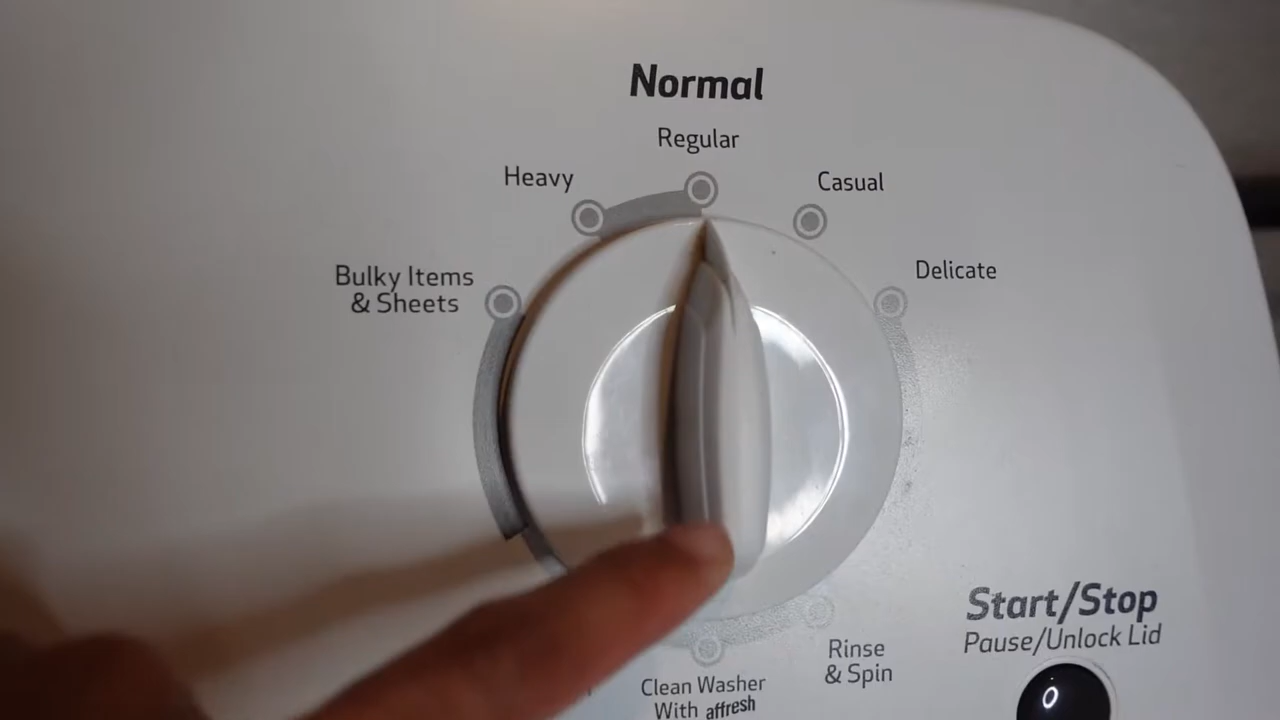 Normal
Regular
Heavy
Casual
Bulky Items
& Sheets
Delicate
Start/Stop
Pause/Unlock Lid
Rinse
& Spin
Clean Washer
With affresh